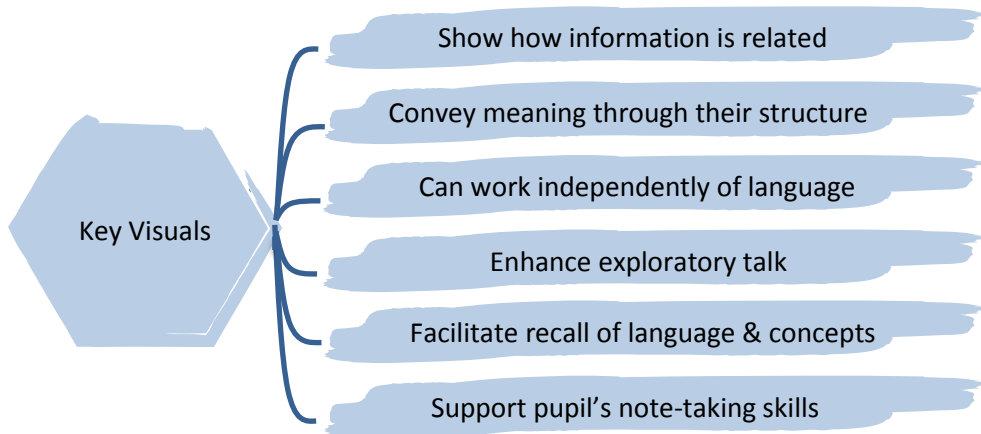 Key Visuals
Show how information is related
Convey meaning through their structure
Can work independently of language
Enhance exploratory talk
Facilitate recall of language & concepts
Support pupil's note-taking skills